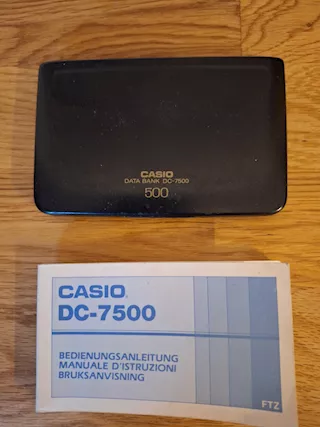 CASIO
DATA BANK DC-7500
500
CASIO.
DC-7500
BEDIENUNGSANLEITUNG
MANUALE D'ISTRUZIONI
BRUKSANVISNING
FTZ